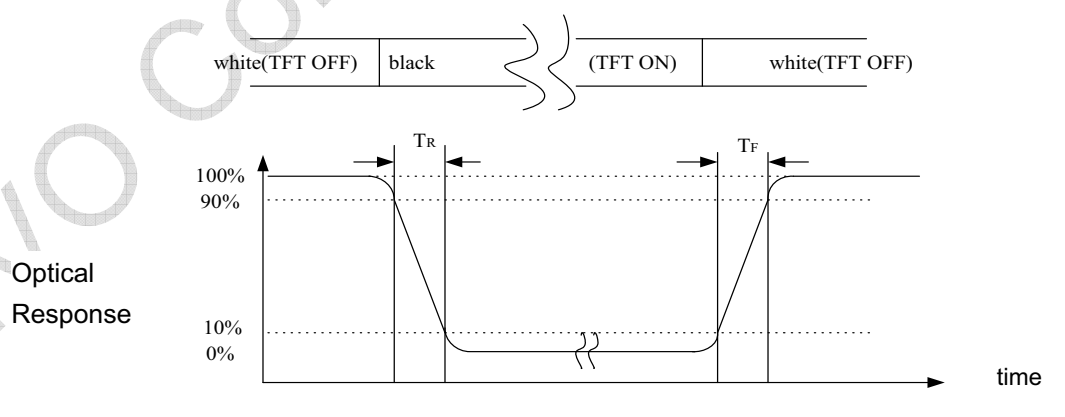 white(TFT OFF) black (TFT ON) white(TFT OFF)
TR TF
100%
90%
Optical
Response
10%
0%
time